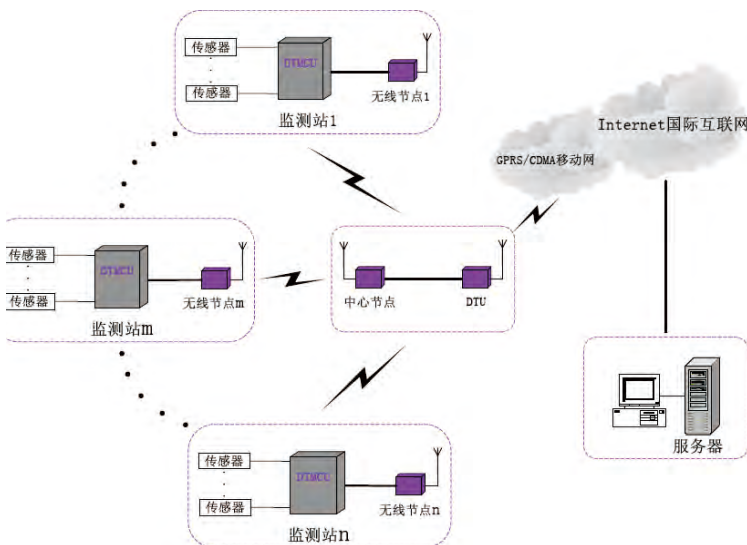 传感器
DTMCU
传感器
无线节点1
监测站1
Internet国际互联网
GPRS/CDMA移动网
传感器
DTMCU
传感器
无线节点m
监测站m
中心节点
DTU
传感器
DTMCU
传感器
无线节点n
监测站n
服务器